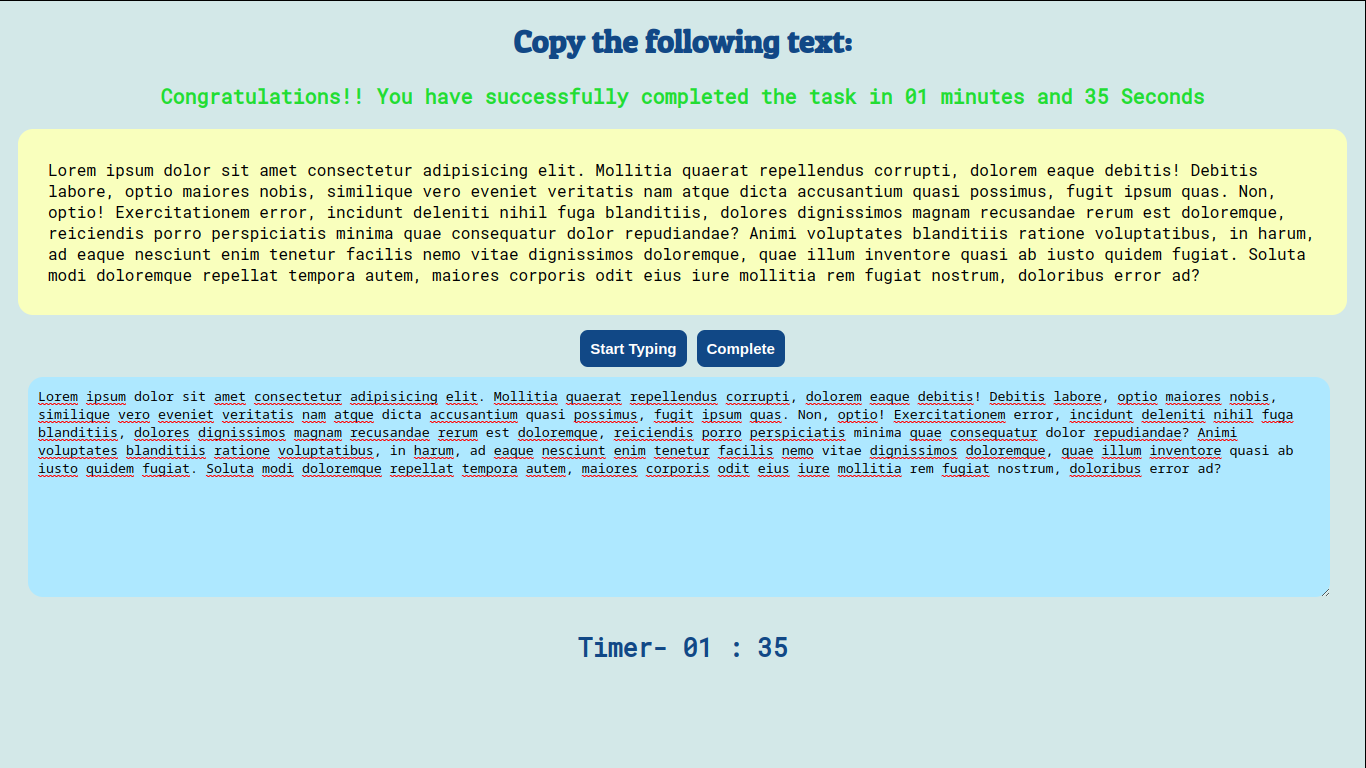 Copy the following text:
Congratulations!! You have successfully completed the task in 01 minutes and 35 Seconds
Lorem ipsum dolor sit amet consectetur adipisicing elit. Mollitia quaerat repellendus corrupti, dolorem eaque debitis! Debitis
labore, optio maiores nobis, similique vero eveniet veritatis nam atque dicta accusantium quasi possimus, fugit ipsum quas. Non,
optio! Exercitationem error, incidunt deleniti nihil fuga blanditiis, dolores dignissimos magnam recusandae rerum est doloremque,
reiciendis porro perspiciatis minima quae consequatur dolor repudiandae? Animi voluptates blanditiis ratione voluptatibus, in harum,
ad eaque nesciunt enim tenetur facilis nemo vitae dignissimos doloremque, quae illum inventore quasi ab iusto quidem fugiat. Soluta
modi doloremque repellat tempora autem, maiores corporis odit eius iure mollitia rem fugiat nostrum, doloribus error ad?
Start Typing Complete
Lorem ipsum dolor sit amet consectetur adipisicing elit. Mollitia quaerat repellendus corrupti, dolorem eaque debitis! Debitis labore, optio maiores nobis,
similique vero eveniet veritatis nam atque dicta accusantium quasi possimus, fugit ipsum quas. Non, optio! Exercitationem error, incidunt deleniti nihil fuga
blanditiis, dolores dignissimos magnam recusandae rerum est doloremque, reiciendis porro perspiciatis minima quae consequatur dolor repudiandae? Animi
voluptates blanditiis ratione voluptatibus, in harum, ad eaque nesciunt enim tenetur facilis nemo vitae dignissimos doloremque, quae illum inventore quasi ab
iusto quidem fugiat. Soluta modi doloremque repellat tempora autem, maiores corporis odit eius iure mollitia rem fugiat nostrum, doloribus error ad?
Timer- 01 : 35